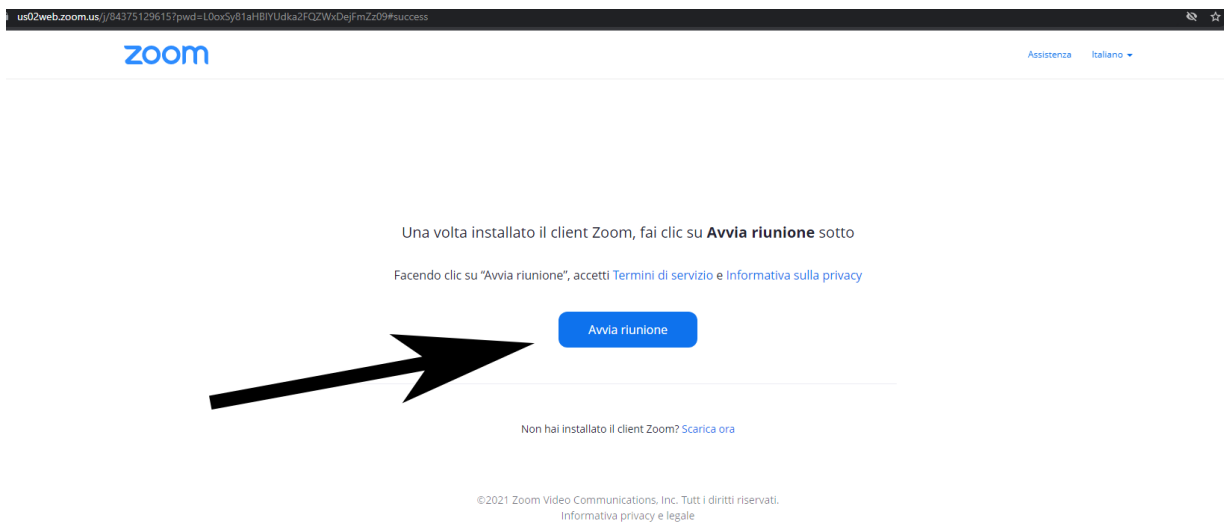 us02web.zoom.us/j/84375129615?pwd=L0oxSy81aHBlYUdka2FQZWxDejFmZz09#success
zoom
Assistenza Italiano
Una volta installato il client Zoom, fai clic su Avvia riunione sotto
Facendo clic su “Avvia riunione”, accetti Termini di servizio e Informativa sulla privacy
Avvia riunione
Non hai installato il client Zoom? Scarica ora
©2021 Zoom Video Communications, Inc. Tutt i diritti riservati.
Informativa privacy e legale